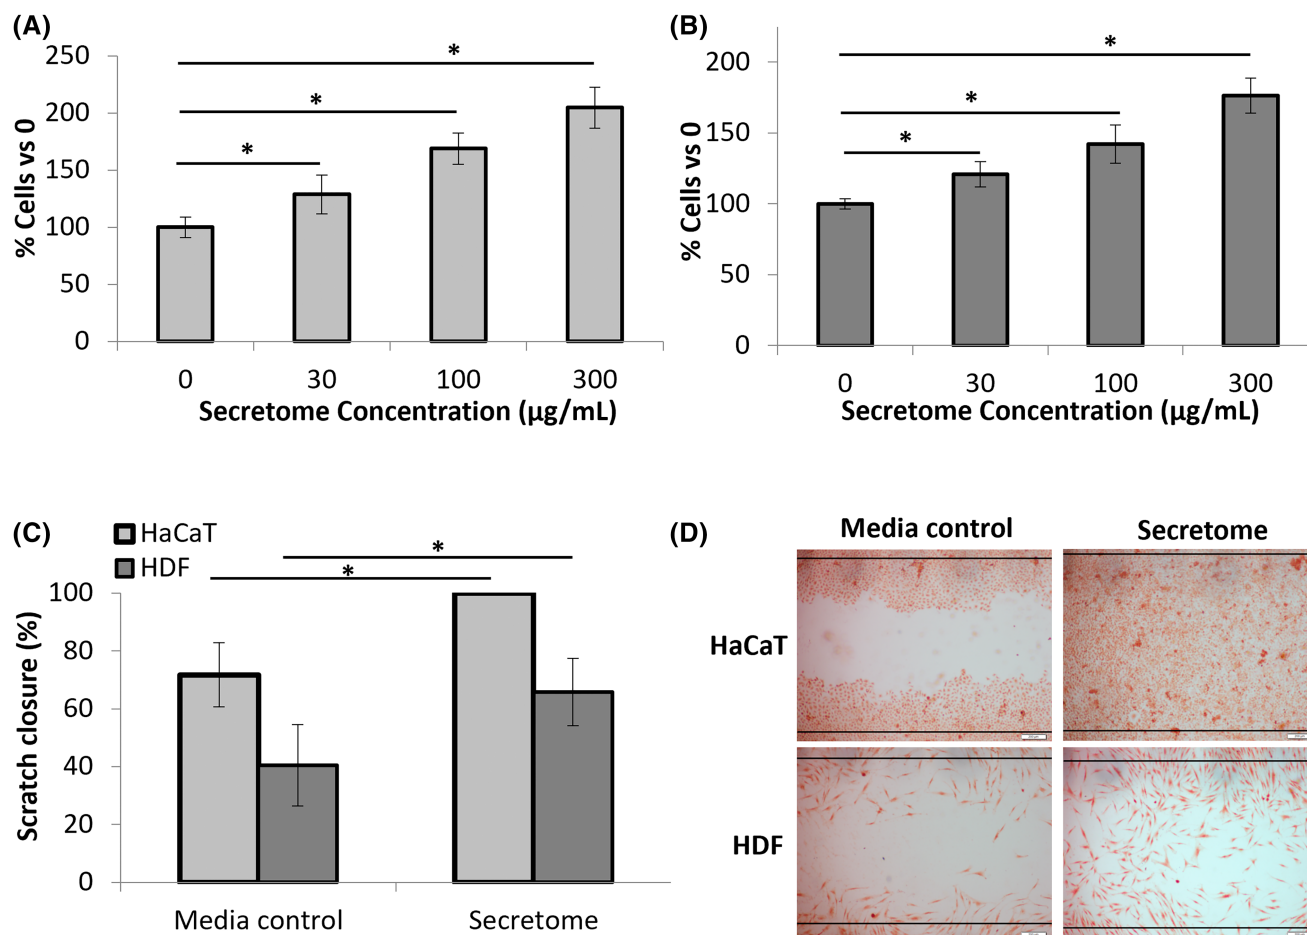 (A)
250
200
150
100
50
0
% Cells vs 0
*
*
*
0 30 100 300
Secretome Concentration (µg/mL)
(B)
200
150
100
50
0
% Cells vs 0
*
*
*
0 30 100 300
Secretome Concentration (µg/mL)
(C)
HaCaT
HDF
*
*
100
80
60
40
20
0
Scratch closure (%)
Media control Secretome
(D)
Media control Secretome
HaCaT
HDF